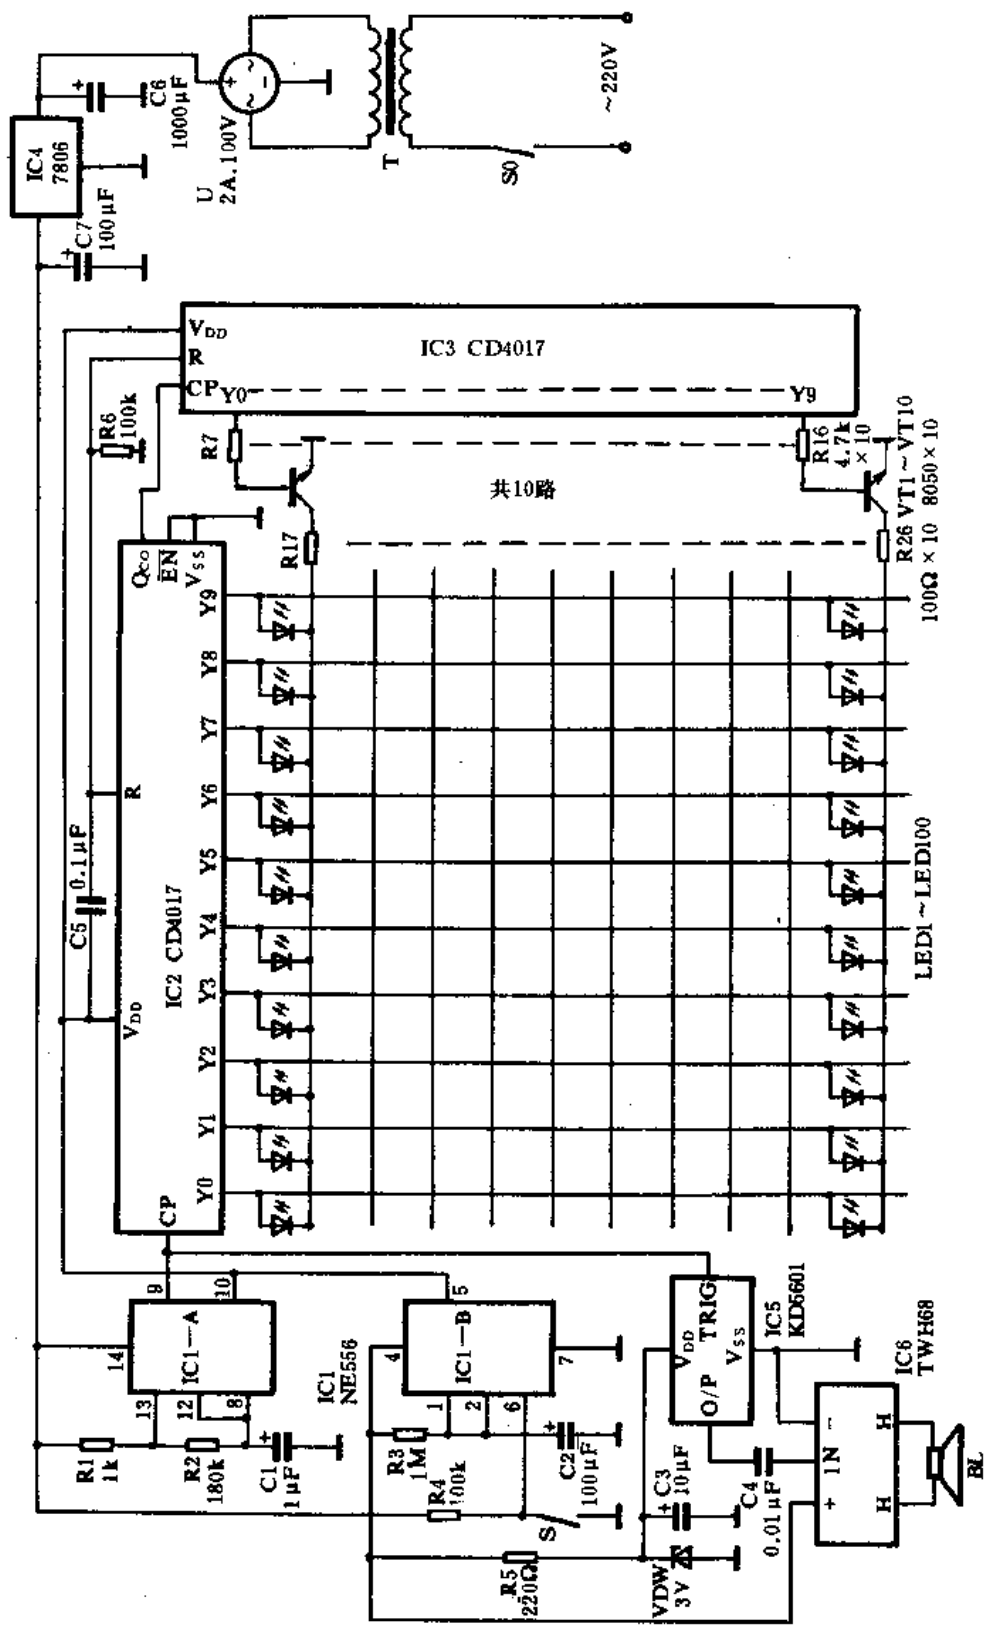 IC4
7806
+
C6
1000μF
+
C7
100μF
U
2A.100V
~
+
−
~
T
S0
~220V
VDD
R
CP
IC3 CD4017
Y0
Y9
R6
100k
R7
R16
4.7k
×10
VT1～VT10
8050×10
共10路
R17
R26
100Ω×10
QCO
EN
VSS
R
VDD
CP
C5
0.1μF
IC2 CD4017
Y9
Y8
Y7
Y6
Y5
Y4
Y3
Y2
Y1
Y0
LED1～LED100
9
10
14
IC1—A
13
12
8
IC1
NE556
R1
1k
R2
180k
+
C1
1μF
5
4
IC1—B
7
1
2
6
R3
1M
R4
100k
+
C2
100μF
S
R5
220Ω
VDW
3V
+
C3
10μF
C4
0.01μF
VDD
TRIG
O/P
VSS
IC5
KD5601
IC6
TWH68
+
IN
−
H
H
BL